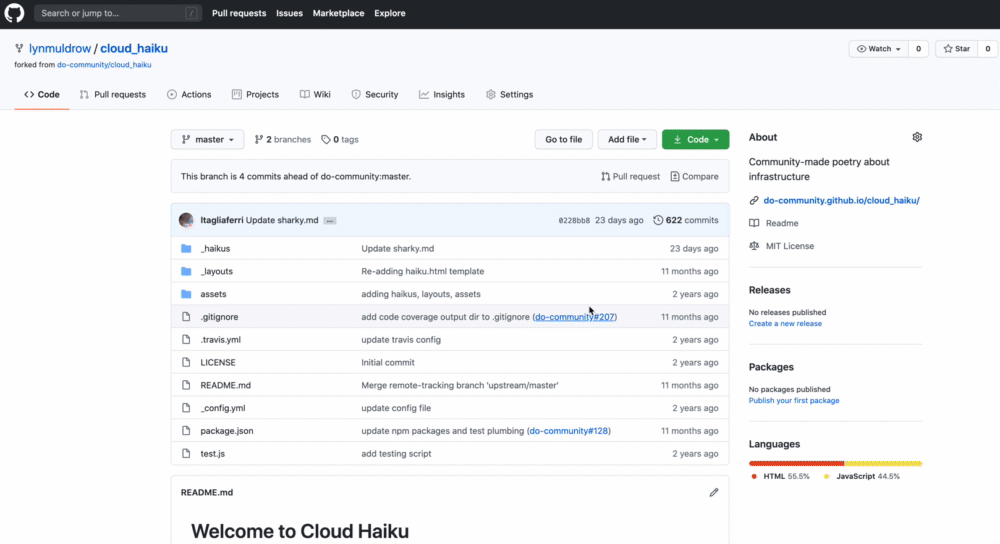 Search or jump to... / Pull requests Issues Marketplace Explore
lynmuldrow / cloud_haiku Watch 0 Star 0
forked from do-community/cloud_haiku
Code Pull requests Actions Projects Wiki Security Insights Settings
master 2 branches 0 tags Go to file Add file Code
This branch is 4 commits ahead of do-community:master. Pull request Compare
ltagliaferri Update sharky.md ... 0228bb8 23 days ago 622 commits
_haikus Update sharky.md 23 days ago
_layouts Re-adding haiku.html template 11 months ago
assets adding haikus, layouts, assets 2 years ago
.gitignore add code coverage output dir to .gitignore (do-community#207) 11 months ago
.travis.yml update travis config 2 years ago
LICENSE Initial commit 2 years ago
README.md Merge remote-tracking branch 'upstream/master' 11 months ago
_config.yml update config file 2 years ago
package.json update npm packages and test plumbing (do-community#128) 11 months ago
test.js add testing script 2 years ago
README.md
Welcome to Cloud Haiku
About
Community-made poetry about
infrastructure
do-community.github.io/cloud_haiku/
Readme
MIT License
Releases
No releases published
Create a new release
Packages
No packages published
Publish your first package
Languages
HTML 55.5% JavaScript 44.5%